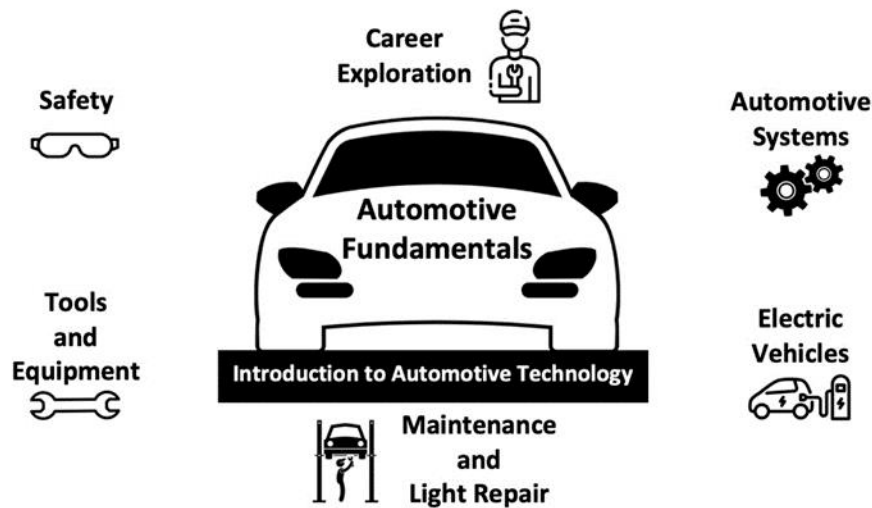 Career
Exploration
Safety
Automotive
Systems
Automotive
Fundamentals
Tools
and
Equipment
Electric
Vehicles
Introduction to Automotive Technology
Maintenance
and
Light Repair